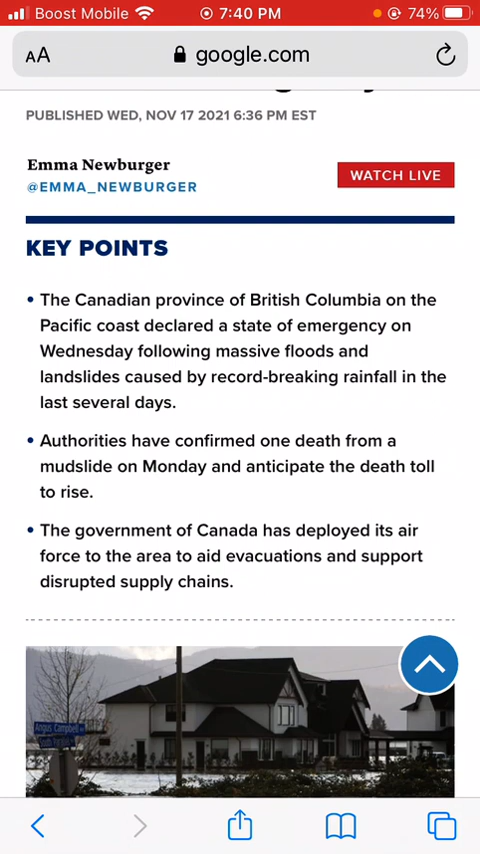 Boost Mobile 7:40 PM 74%
AA google.com
PUBLISHED WED, NOV 17 2021 6:36 PM EST
Emma Newburger
@EMMA_NEWBURGER
WATCH LIVE
KEY POINTS
• The Canadian province of British Columbia on the
Pacific coast declared a state of emergency on
Wednesday following massive floods and
landslides caused by record-breaking rainfall in the
last several days.
• Authorities have confirmed one death from a
mudslide on Monday and anticipate the death toll
to rise.
• The government of Canada has deployed its air
force to the area to aid evacuations and support
disrupted supply chains.
Angus Campbell